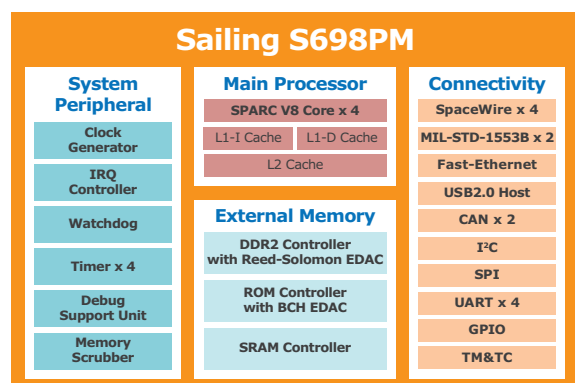 Sailing S698PM
System
Peripheral
Clock
Generator
IRQ
Controller
Watchdog
Timer x 4
Debug
Support Unit
Memory
Scrubber
Main Processor
SPARC V8 Core x 4
L1-I Cache
L1-D Cache
L2 Cache
External Memory
DDR2 Controller
with Reed-Solomon EDAC
ROM Controller
with BCH EDAC
SRAM Controller
Connectivity
SpaceWire x 4
MIL-STD-1553B x 2
Fast-Ethernet
USB2.0 Host
CAN x 2
I²C
SPI
UART x 4
GPIO
TM&TC